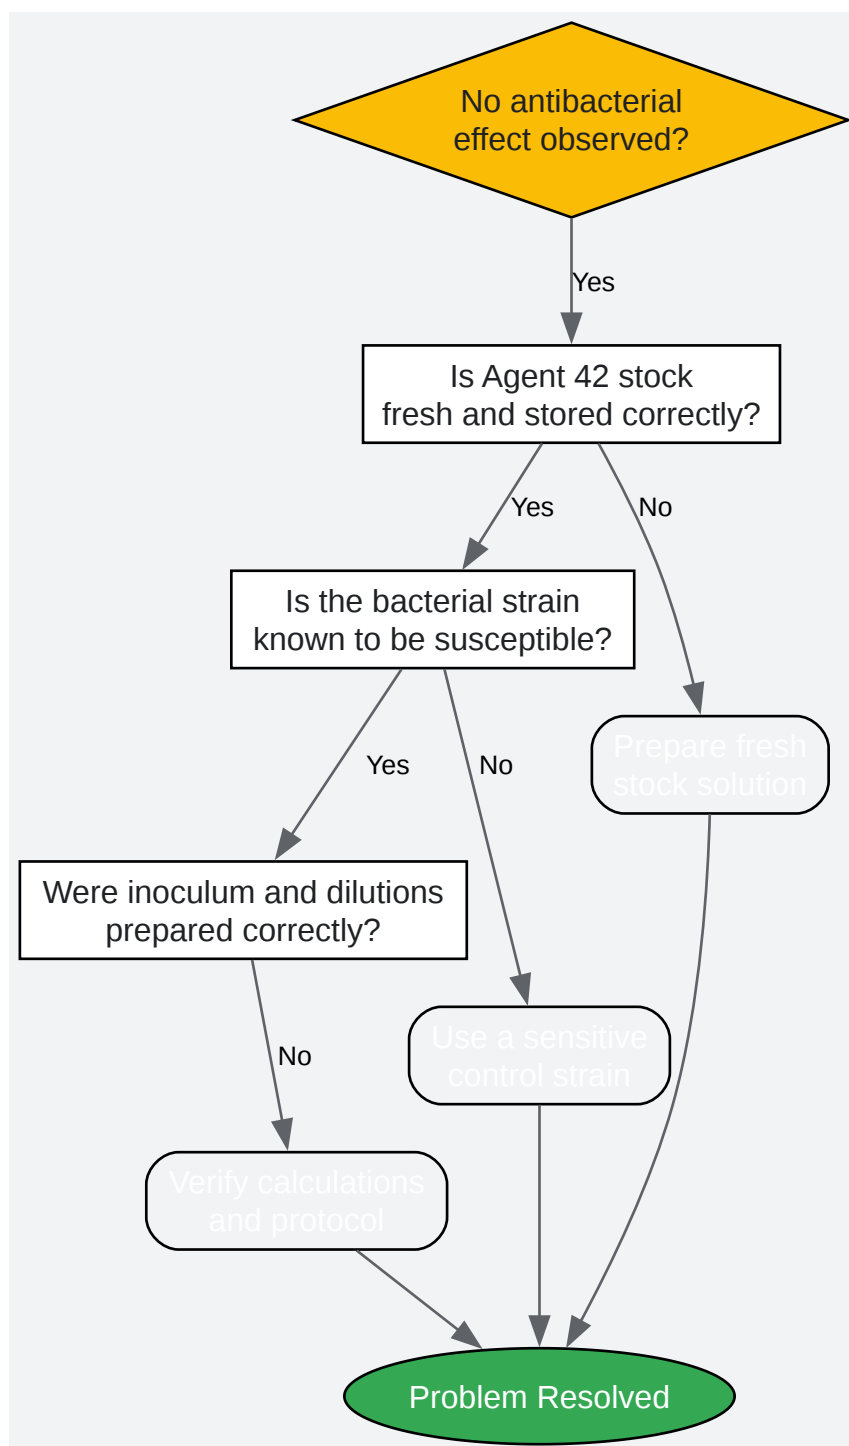 No antibacterial
effect observed?
Yes
Is Agent 42 stock
fresh and stored correctly?
Yes
No
Is the bacterial strain
known to be susceptible?
Prepare fresh
stock solution
Yes
No
Were inoculum and dilutions
prepared correctly?
Use a sensitive
control strain
No
Verify calculations
and protocol
Problem Resolved